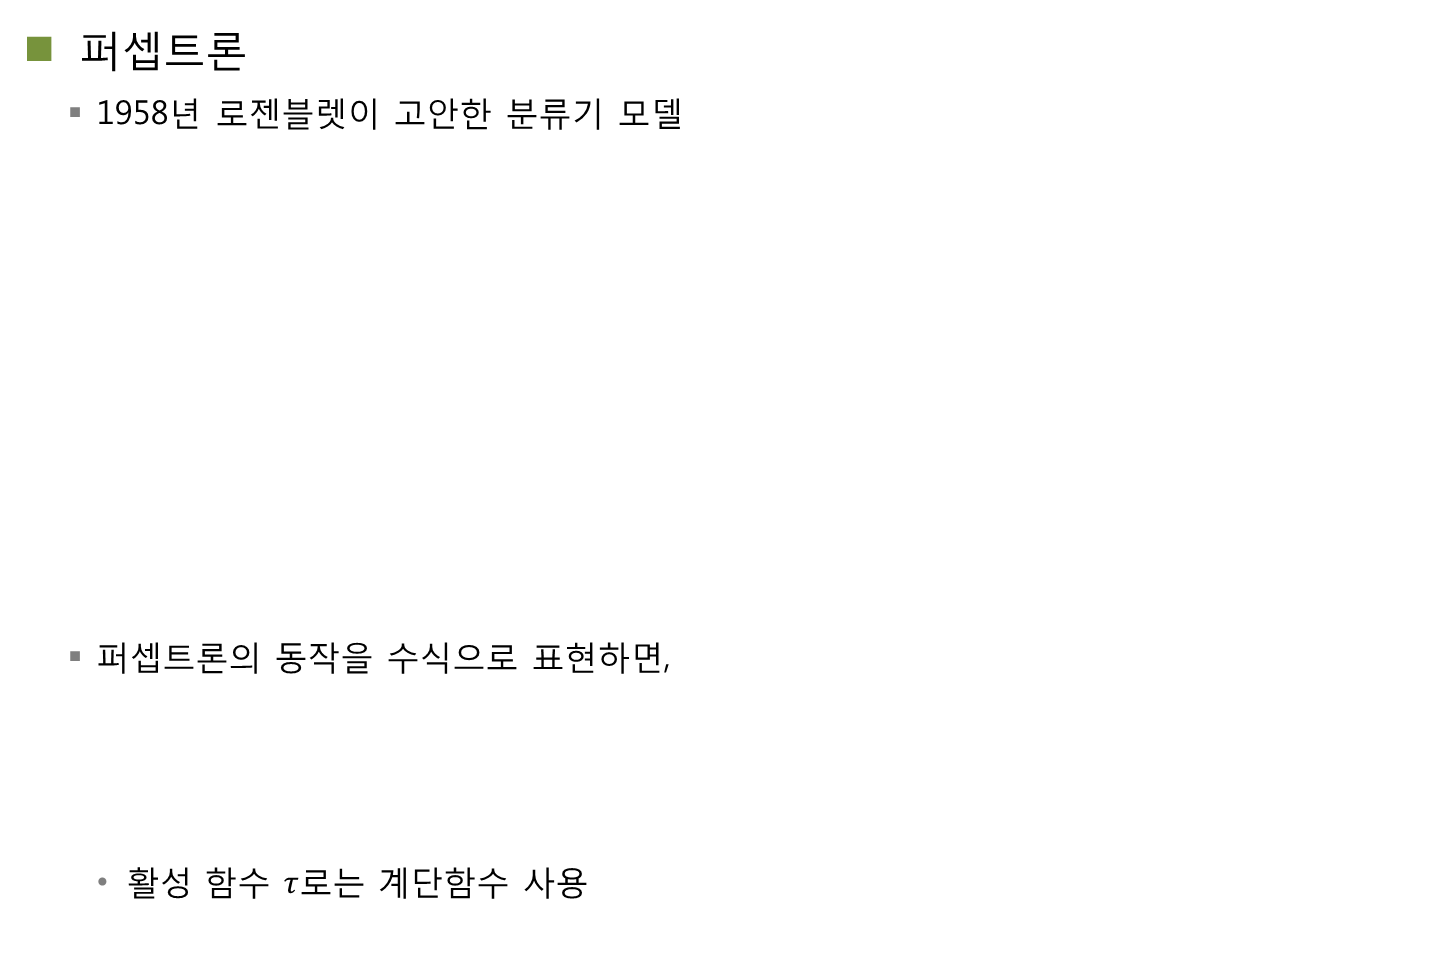 퍼셉트론
1958년 로젠블렛이 고안한 분류기 모델
퍼셉트론의 동작을 수식으로 표현하면,
활성 함수 τ로는 계단함수 사용